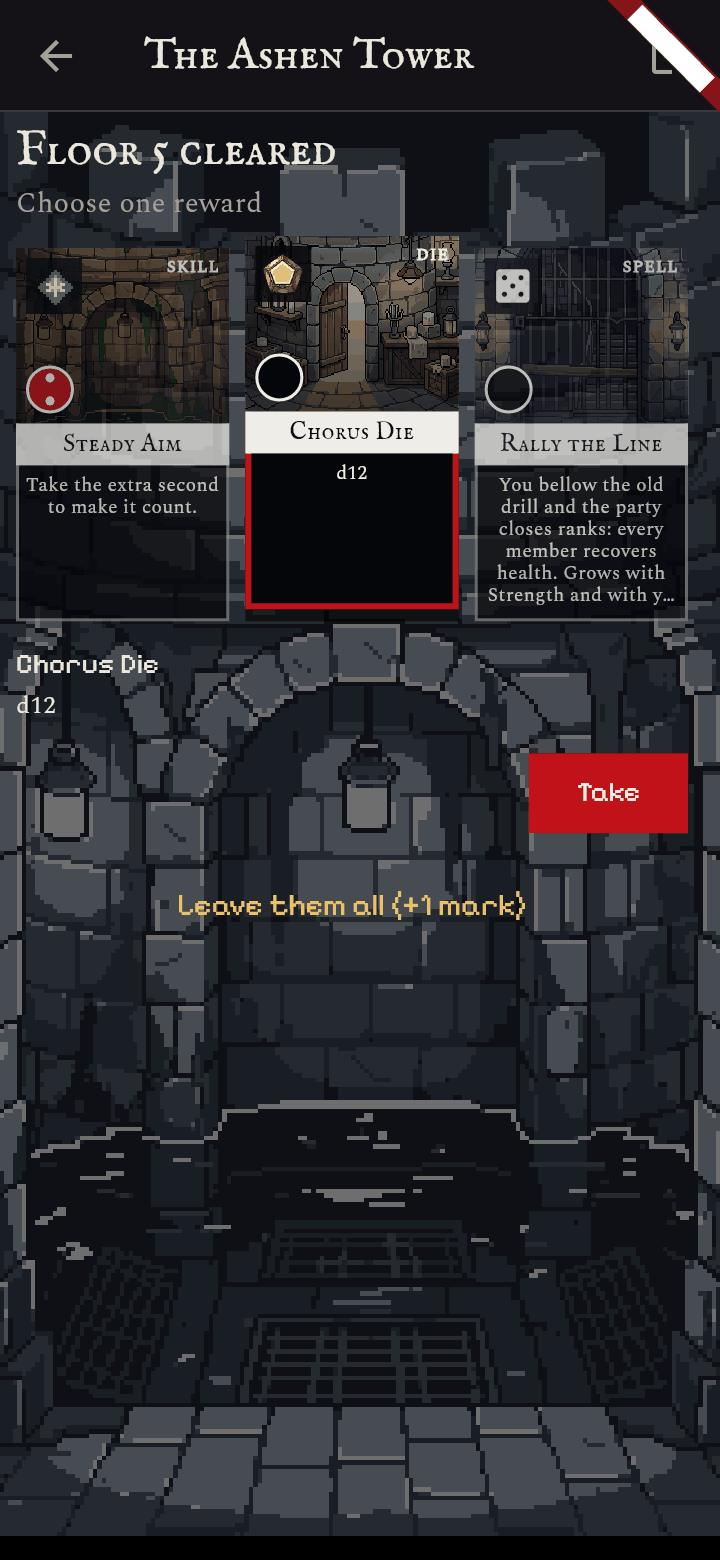 The Ashen Tower
Floor 5 cleared
Choose one reward
SKILL
Steady Aim
Take the extra second
to make it count.
DIE
Chorus Die
d12
SPELL
Rally the Line
You bellow the old
drill and the party
closes ranks: every
member recovers
health. Grows with
Strength and with y…
Chorus Die
d12
Take
Leave them all (+1 mark)